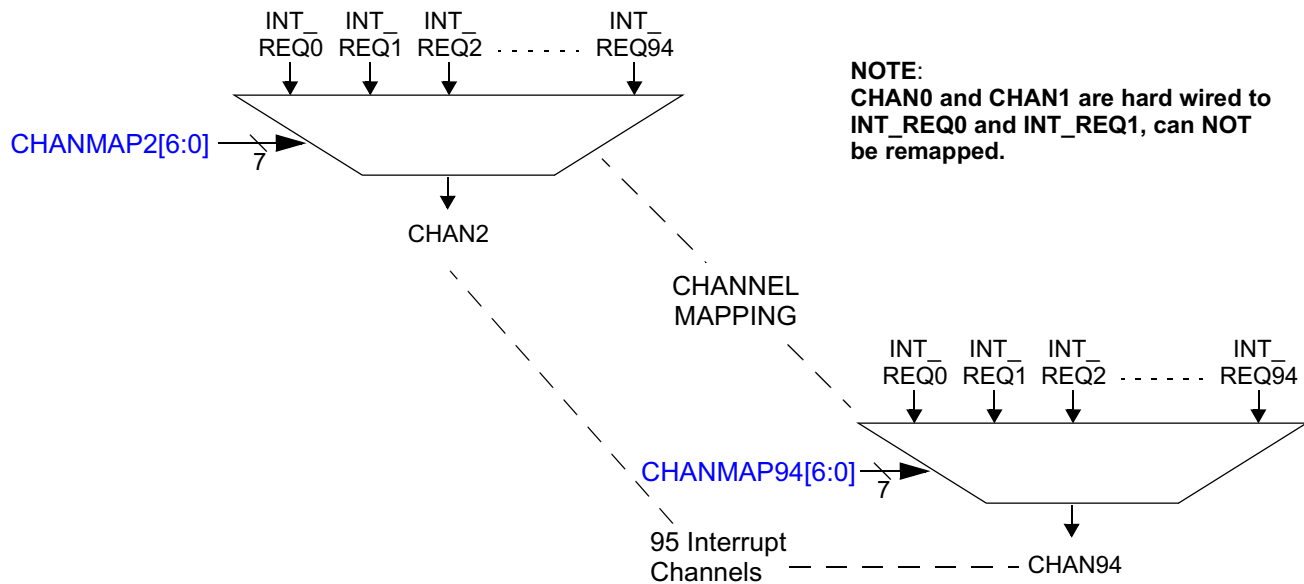 INT_ INT_ INT_ INT_
REQ0 REQ1 REQ2 REQ94
CHANMAP2[6:0]
7
CHAN2
NOTE:
CHAN0 and CHAN1 are hard wired to
INT_REQ0 and INT_REQ1, can NOT
be remapped.
CHANNEL
MAPPING
INT_ INT_ INT_ INT_
REQ0 REQ1 REQ2 REQ94
CHANMAP94[6:0]
7
95 Interrupt
Channels
CHAN94